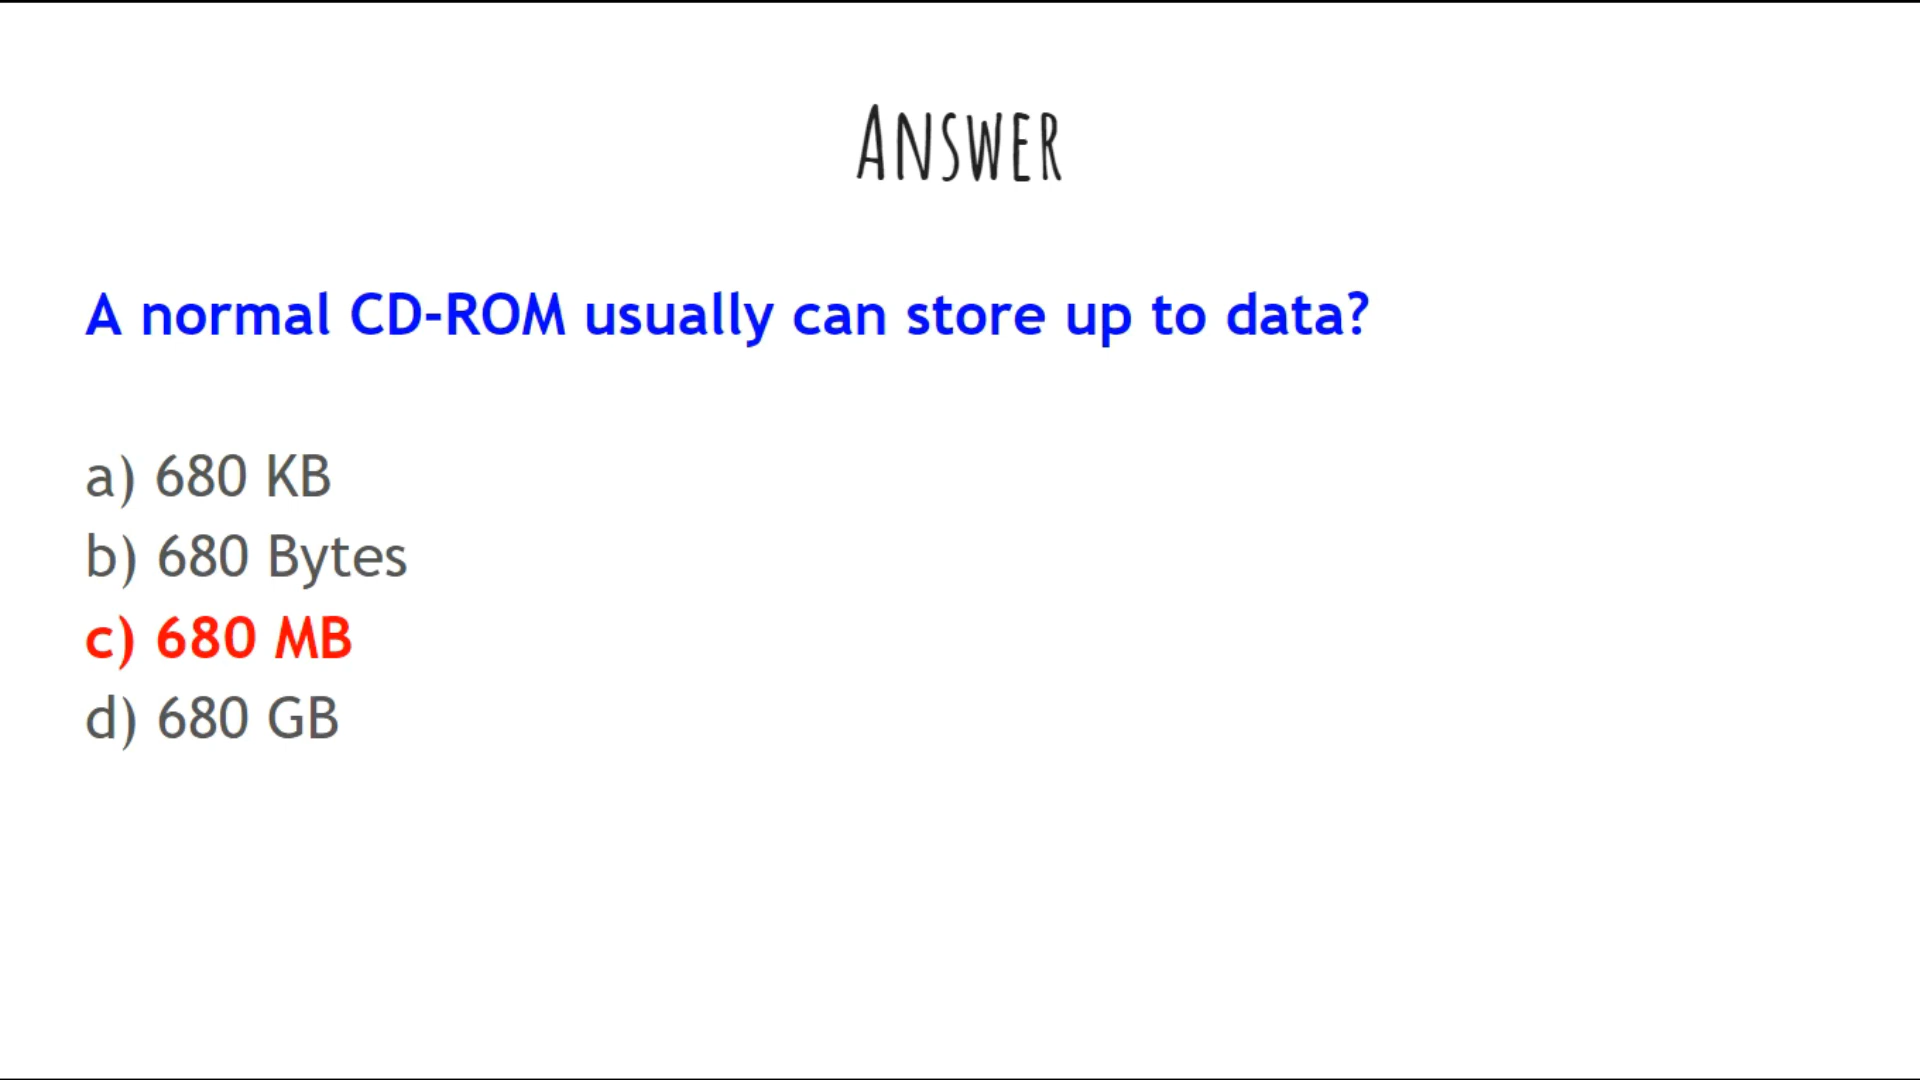 Answer
A normal CD-ROM usually can store up to data?
a) 680 KB
b) 680 Bytes
c) 680 MB
d) 680 GB